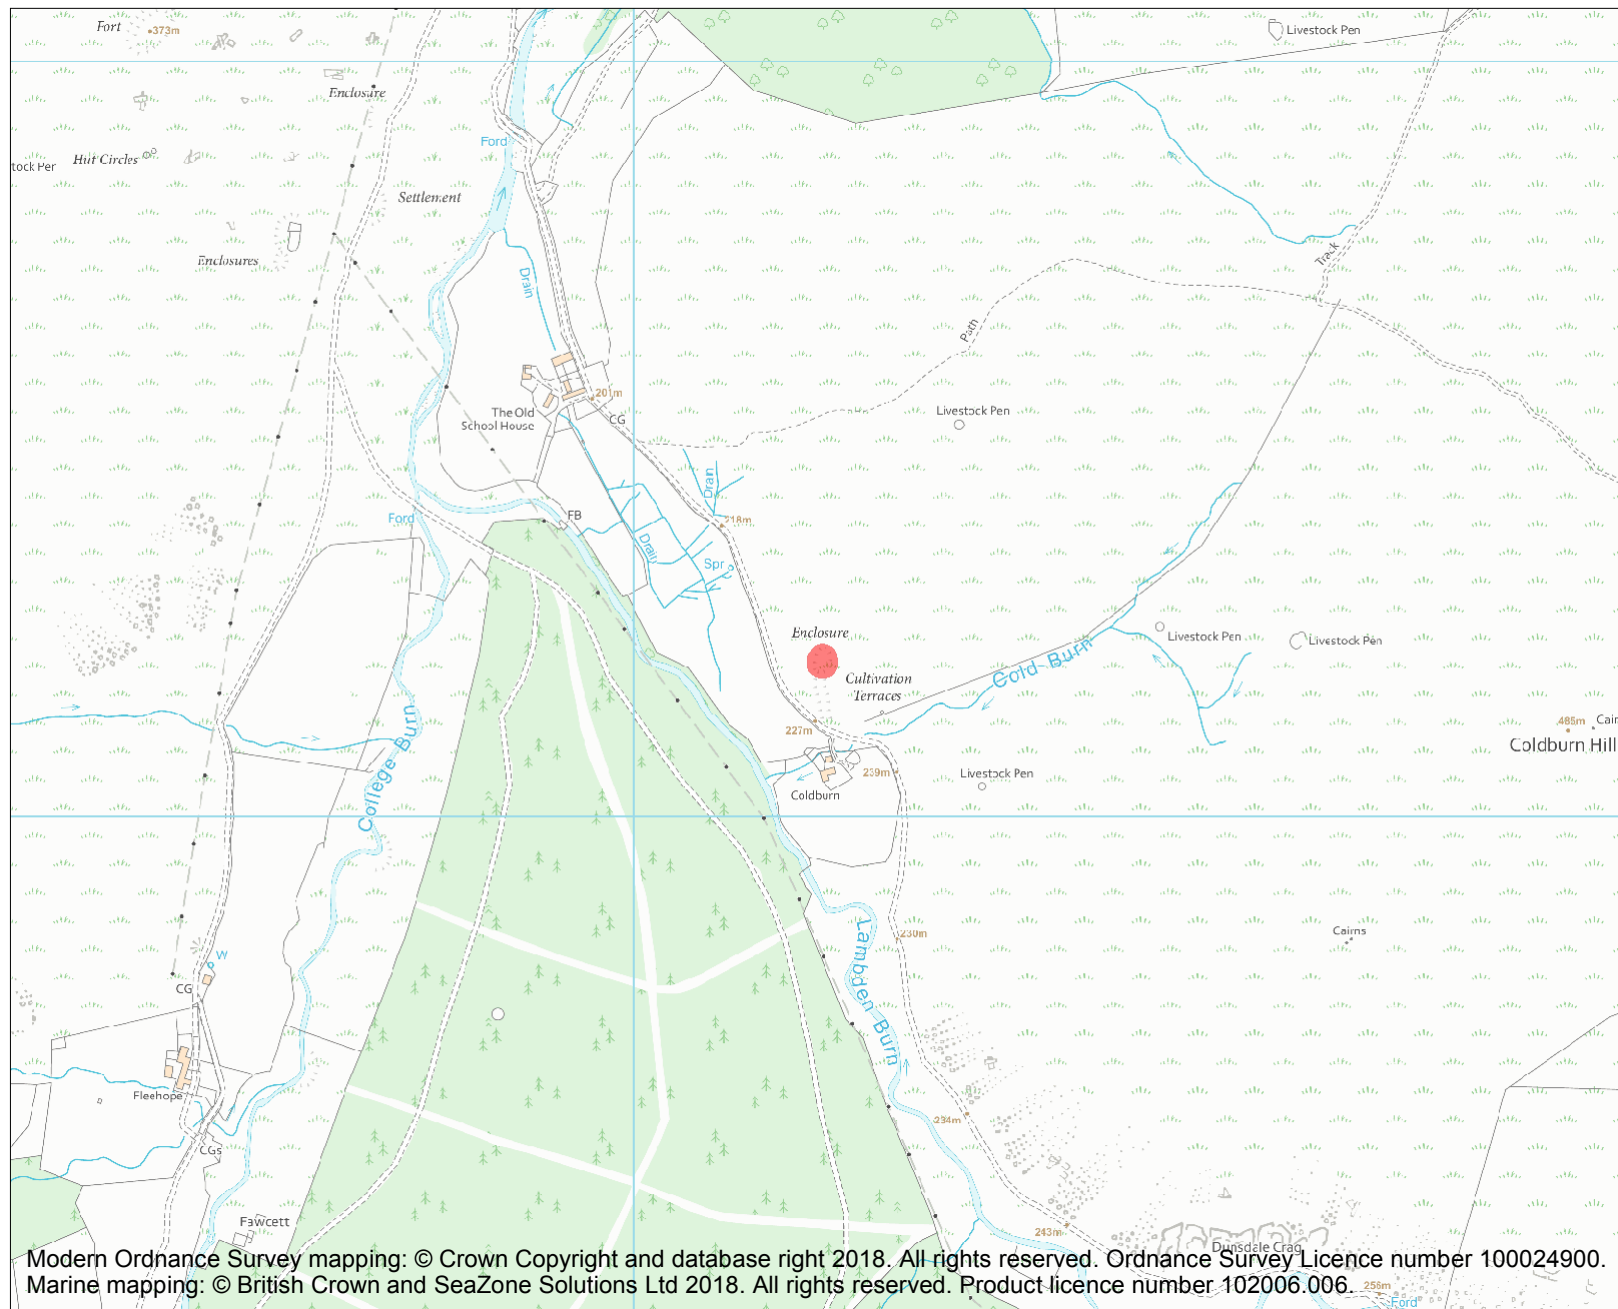 Fort
373m
Livestock Pen
Enclosure
Ford
Hut Circles
tock Pen
Settlement
Enclosures
Track
Drain
Path
The Old
School House
201m
CG
Livestock Pen
Drain
Ford
FB
218m
Drain
Spr
Enclosure
Livestock Pen
Livestock Pen
Cold Burn
Cultivation
Terraces
College Burn
227m
485m
Coldburn Hill
239m
Livestock Pen
Coldburn
Lambden Burn
230m
Cairns
W
CG
Fleehope
234m
CGs
Fawcett
243m
Dunsdale Crag
256m
Ford
Modern Ordnance Survey mapping: © Crown Copyright and database right 2018. All rights reserved. Ordnance Survey Licence number 100024900.
Marine mapping: © British Crown and SeaZone Solutions Ltd 2018. All rights reserved. Product licence number 102006.006.